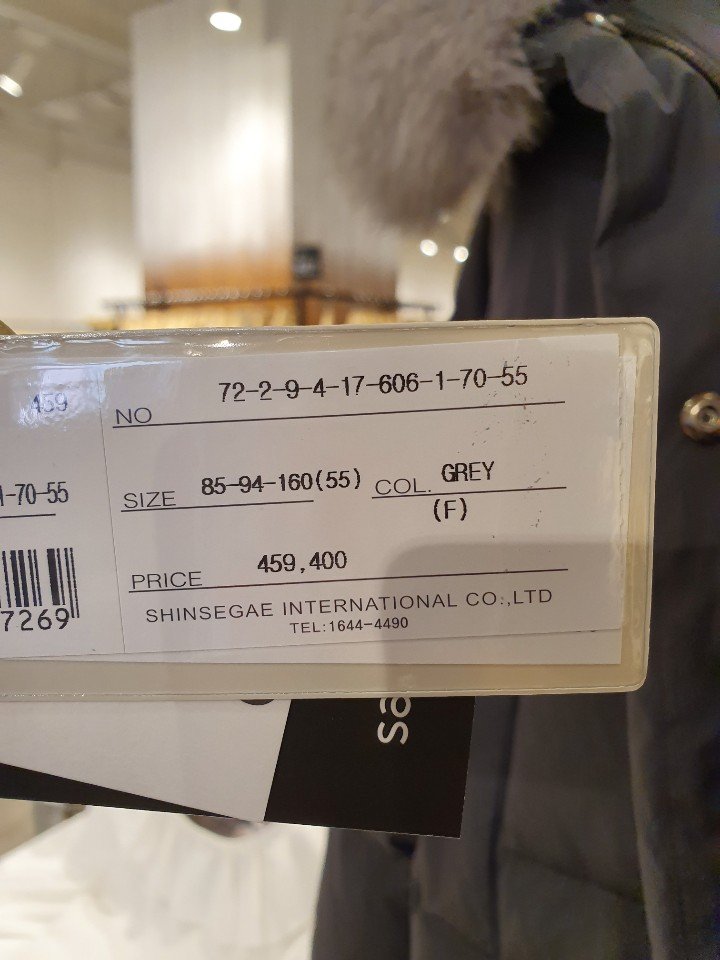 459
1-70-55
7269
NO 72-2-9-4-17-606-1-70-55
SIZE 85-94-160(55) COL. GREY
(F)
PRICE 459,400
SHINSEGAE INTERNATIONAL CO.,LTD
TEL:1644-4490